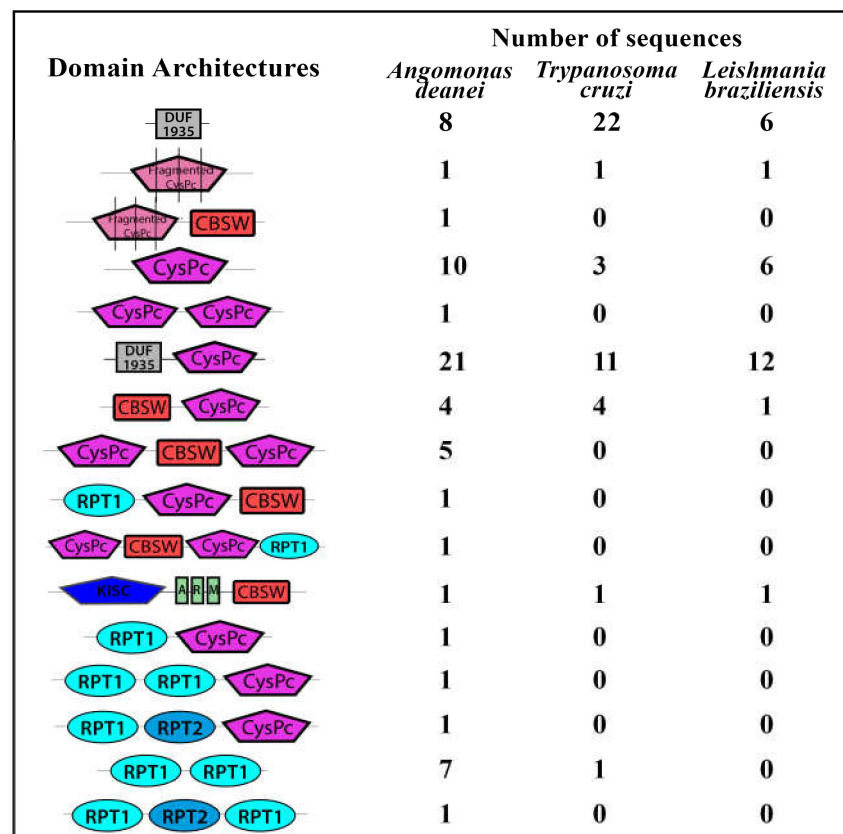 Number of sequences
Domain Architectures
Angomonas deanei
Trypanosoma cruzi
Leishmania braziliensis
DUF 1935 8 22 6
Fragmented CysPc 1 1 1
Fragmented CysPc CBSW 1 0 0
CysPc 10 3 6
CysPc CysPc 1 0 0
DUF 1935 CysPc 21 11 12
CBSW CysPc 4 4 1
CysPc CBSW CysPc 5 0 0
RPT1 CysPc CBSW 1 0 0
CysPc CBSW CysPc RPT1 1 0 0
KISc A R M CBSW 1 1 1
RPT1 CysPc 1 0 0
RPT1 RPT1 CysPc 1 0 0
RPT1 RPT2 CysPc 1 0 0
RPT1 RPT1 7 1 0
RPT1 RPT2 RPT1 1 0 0